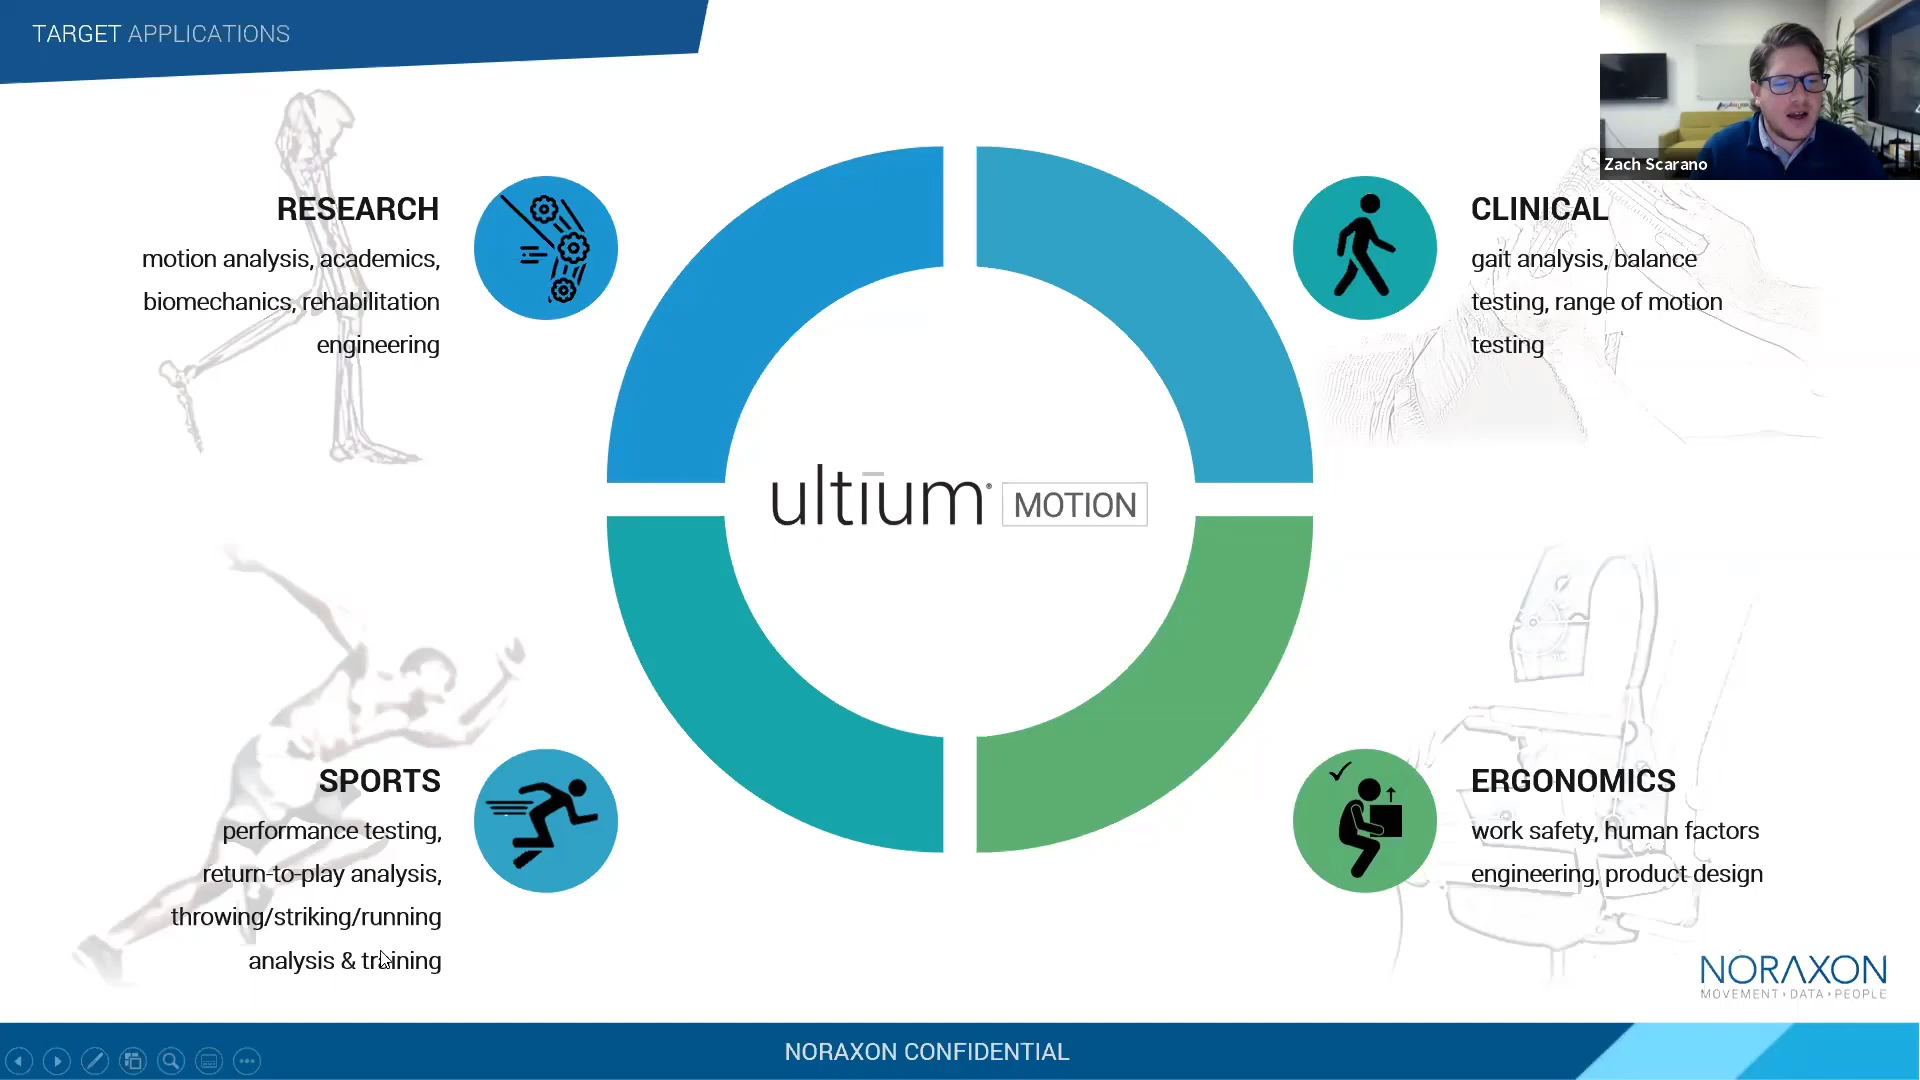 TARGET APPLICATIONS
Zach Scarano
RESEARCH
motion analysis, academics,
biomechanics, rehabilitation
engineering
CLINICAL
gait analysis, balance
testing, range of motion
testing
ultium® MOTION
SPORTS
performance testing,
return-to-play analysis,
throwing/striking/running
analysis & training
ERGONOMICS
work safety, human factors
engineering, product design
NORAXON
MOVEMENT • DATA • PEOPLE
NORAXON CONFIDENTIAL